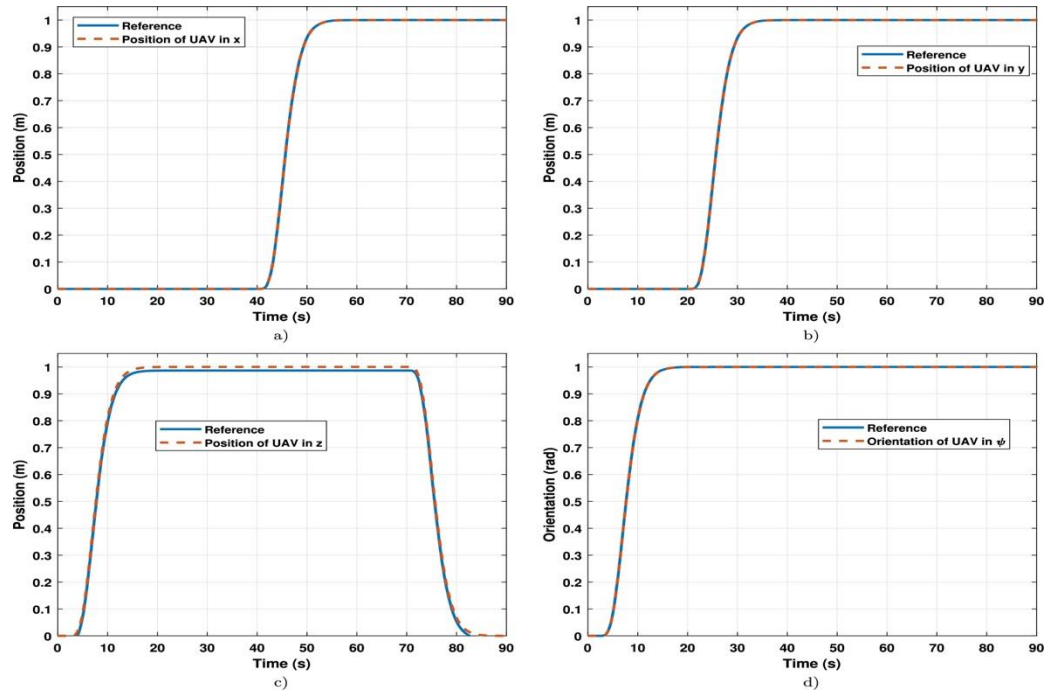 1
0.9
0.8
0.7
0.6
0.5
0.4
0.3
0.2
0.1
0
Position (m)
Reference
Position of UAV in x
0 10 20 30 40 50 60 70 80 90
Time (s)
a)
1
0.9
0.8
0.7
0.6
0.5
0.4
0.3
0.2
0.1
0
Position (m)
Reference
Position of UAV in y
0 10 20 30 40 50 60 70 80 90
Time (s)
b)
1
0.9
0.8
0.7
0.6
0.5
0.4
0.3
0.2
0.1
0
Position (m)
Reference
Position of UAV in z
0 10 20 30 40 50 60 70 80 90
Time (s)
c)
1
0.9
0.8
0.7
0.6
0.5
0.4
0.3
0.2
0.1
0
Orientation (rad)
Reference
Orientation of UAV in ψ
0 10 20 30 40 50 60 70 80 90
Time (s)
d)